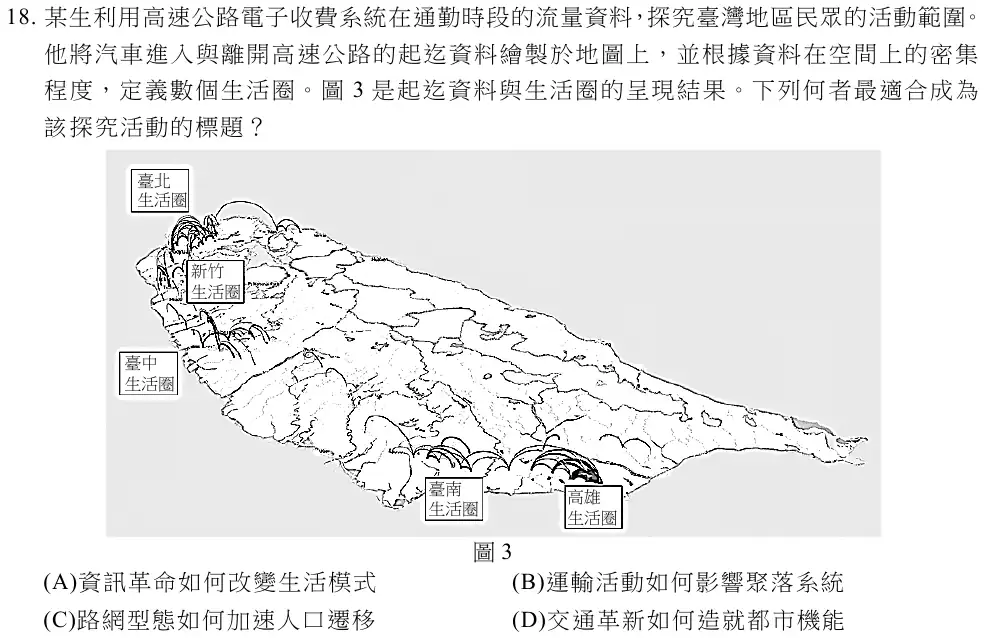 18. 某生利用高速公路電子收費系統在通勤時段的流量資料，探究臺灣地區民眾的活動範圍。
他將汽車進入與離開高速公路的起迄資料繪製於地圖上，並根據資料在空間上的密集
程度，定義數個生活圈。圖 3 是起迄資料與生活圈的呈現結果。下列何者最適合成為
該探究活動的標題？
臺北
生活圈
新竹
生活圈
臺中
生活圈
臺南
生活圈
高雄
生活圈
圖 3
(A)資訊革命如何改變生活模式 (B)運輸活動如何影響聚落系統
(C)路網型態如何加速人口遷移 (D)交通革新如何造就都市機能